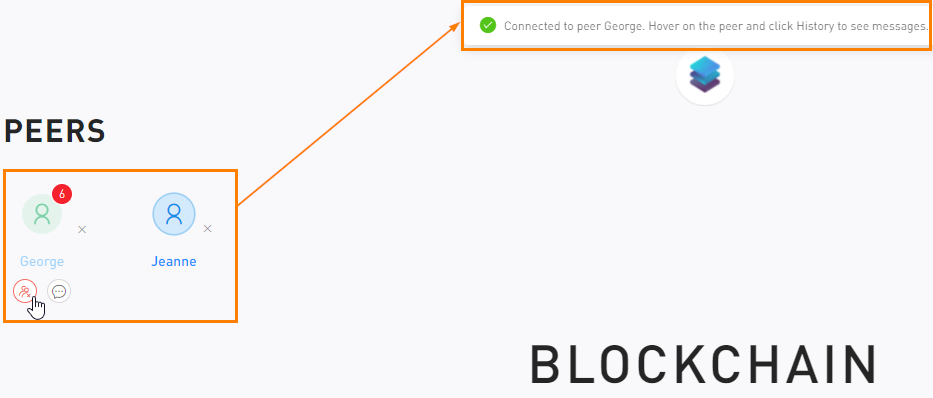 Connected to peer George. Hover on the peer and click History to see messages.
PEERS
6
George
Jeanne
BLOCKCHAIN